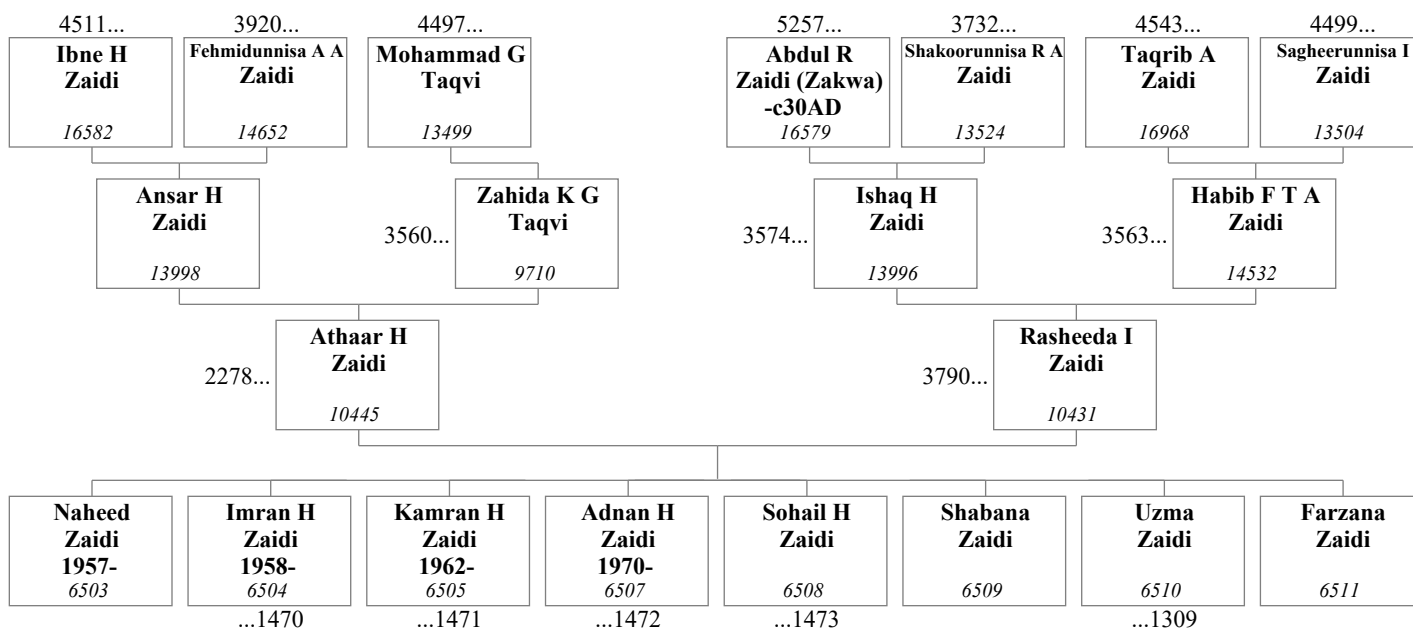 4511...
Ibne H
Zaidi
16582
3920...
Fehmidunnisa A A
Zaidi
14652
4497...
Mohammad G
Taqvi
13499
5257...
Abdul R
Zaidi (Zakwa)
-c30AD
16579
3732...
Shakoorunnisa R A
Zaidi
13524
4543...
Taqrib A
Zaidi
16968
4499...
Sagheerunnisa I
Zaidi
13504
Ansar H
Zaidi
13998
3560...
Zahida K G
Taqvi
9710
3574...
Ishaq H
Zaidi
13996
3563...
Habib F T A
Zaidi
14532
2278...
Athaar H
Zaidi
10445
3790...
Rasheeda I
Zaidi
10431
Naheed
Zaidi
1957-
6503
Imran H
Zaidi
1958-
6504
...1470
Kamran H
Zaidi
1962-
6505
...1471
Adnan H
Zaidi
1970-
6507
...1472
Sohail H
Zaidi
6508
...1473
Shabana
Zaidi
6509
Uzma
Zaidi
6510
...1309
Farzana
Zaidi
6511